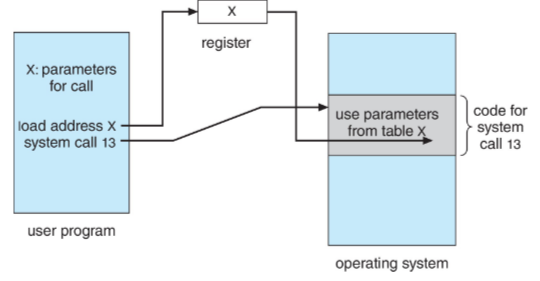 X
register
X: parameters
for call
load address X
system call 13
user program
use parameters
from table X
code for
system
call 13
operating system